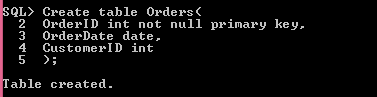 SQL> Create table Orders(
2 OrderID int not null primary key,
3 OrderDate date,
4 CustomerID int
5 );
Table created.